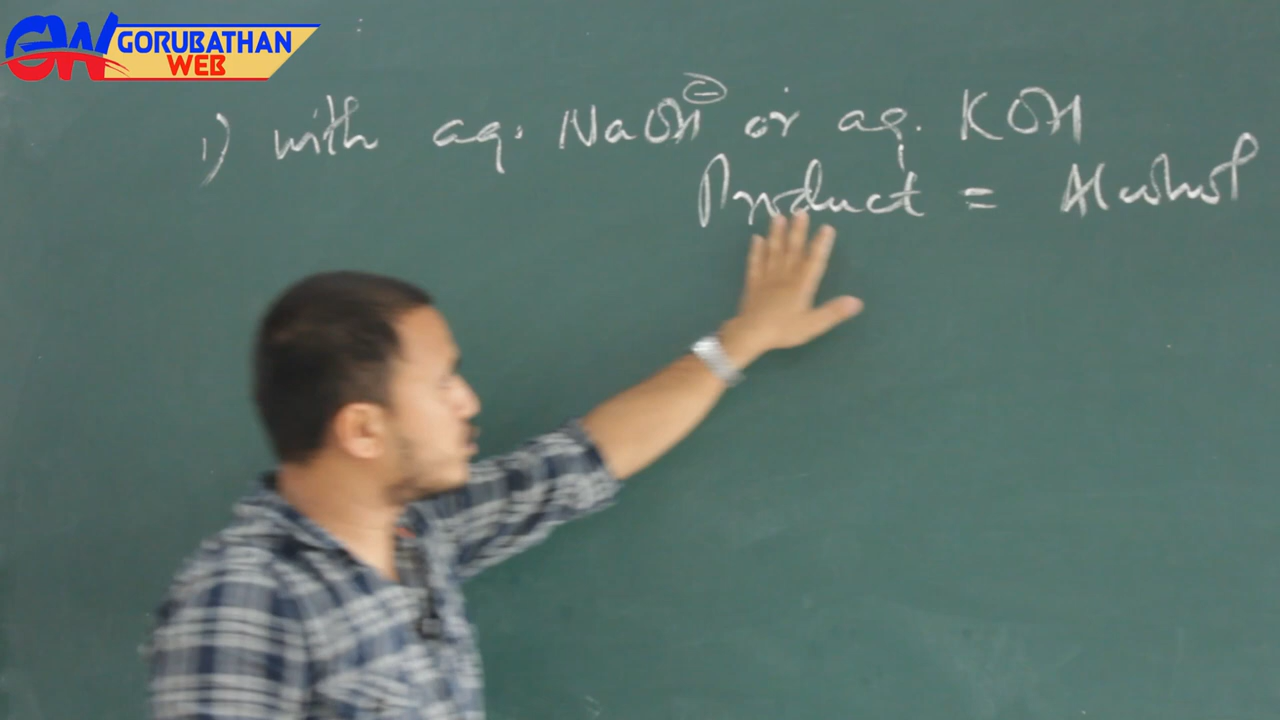 GW GORUBATHAN
WEB
1) with aq. NaOH⊖ or aq. KOH
Product = Alcohol